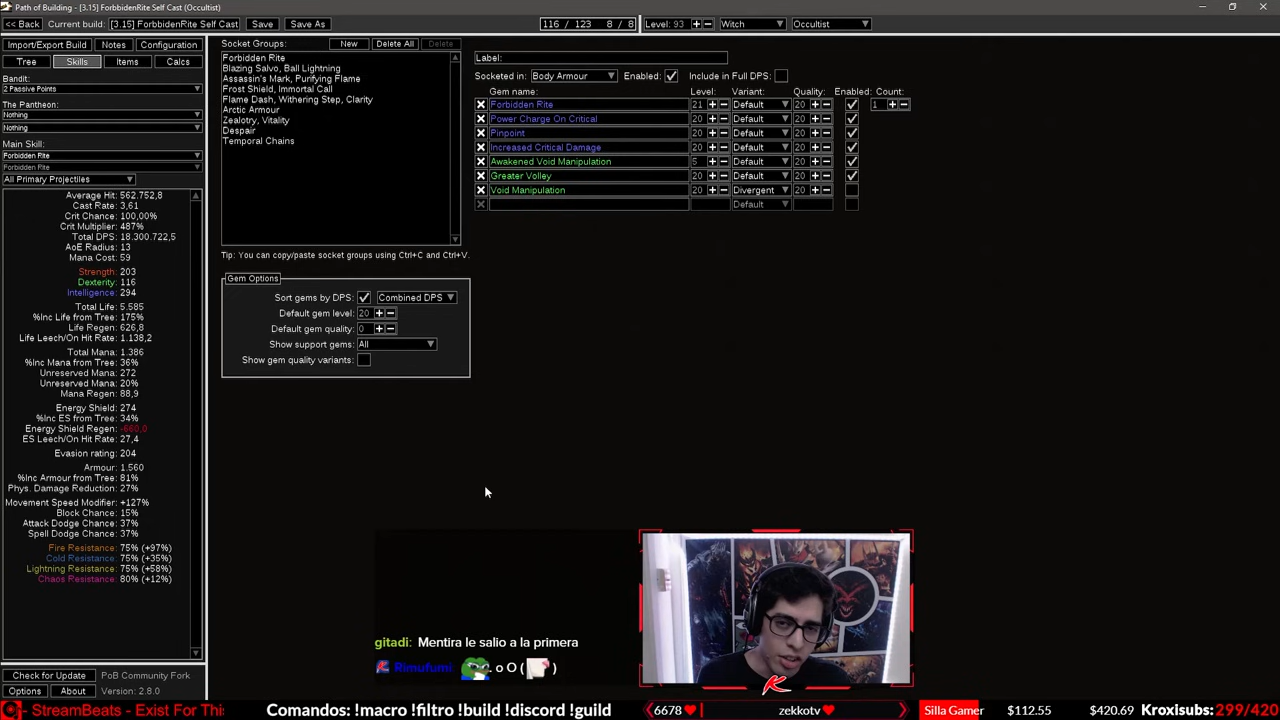 Path of Building - [3.15] ForbbidenRite Self Cast (Occultist)
<< Back Current build: [3.15] ForbbidenRite Self Cast Save Save As 116 / 123 8 / 8 Level: 93 + - Witch Occultist
Import/Export Build Notes Configuration
Tree Skills Items Calcs
Bandit:
2 Passive Points
The Pantheon:
Nothing
Nothing
Main Skill:
Forbidden Rite
Forbidden Rite
All Primary Projectiles
Average Hit: 562.752,8
Cast Rate: 3,61
Crit Chance: 100,00%
Crit Multiplier: 487%
Total DPS: 18.300.722,5
AoE Radius: 13
Mana Cost: 59
Strength: 203
Dexterity: 116
Intelligence: 294
Total Life: 5.585
%Inc Life from Tree: 175%
Life Regen: 626,8
Life Leech/On Hit Rate: 1.138,2
Total Mana: 1.386
%Inc Mana from Tree: 36%
Unreserved Mana: 272
Unreserved Mana: 20%
Mana Regen: 88,9
Energy Shield: 274
%Inc ES from Tree: 34%
Energy Shield Regen: -660,0
ES Leech/On Hit Rate: 27,4
Evasion rating: 204
Armour: 1.560
%Inc Armour from Tree: 81%
Phys. Damage Reduction: 27%
Movement Speed Modifier: +127%
Block Chance: 15%
Attack Dodge Chance: 37%
Spell Dodge Chance: 37%
Fire Resistance: 75% (+97%)
Cold Resistance: 75% (+35%)
Lightning Resistance: 75% (+58%)
Chaos Resistance: 80% (+12%)
Check for Update PoB Community Fork
Options About Version: 2.8.0
Socket Groups: New Delete All Delete
Forbidden Rite
Blazing Salvo, Ball Lightning
Assassin's Mark, Purifying Flame
Frost Shield, Immortal Call
Flame Dash, Withering Step, Clarity
Arctic Armour
Zealotry, Vitality
Despair
Temporal Chains
Tip: You can copy/paste socket groups using Ctrl+C and Ctrl+V.
Gem Options
Sort gems by DPS: Combined DPS
Default gem level: 20 + -
Default gem quality: 0 + -
Show support gems: All
Show gem quality variants:
Label:
Socketed in: Body Armour Enabled: Include in Full DPS:
Gem name: Level: Variant: Quality: Enabled: Count:
Forbidden Rite 21 + - Default 20 + - 1 + -
Power Charge On Critical 20 + - Default 20 + -
Pinpoint 20 + - Default 20 + -
Increased Critical Damage 20 + - Default 20 + -
Awakened Void Manipulation 5 + - Default 20 + -
Greater Volley 20 + - Default 20 + -
Void Manipulation 20 + - Divergent 20 + -
Default
gitadi: Mentira le salio a la primera
Rimufumi: o O ( )
- StreamBeats - Exist For This Comandos: !macro !filtro !build !discord !guild 6678 zekkotv Silla Gamer $112.55 $420.69 Kroxisubs: 299/420